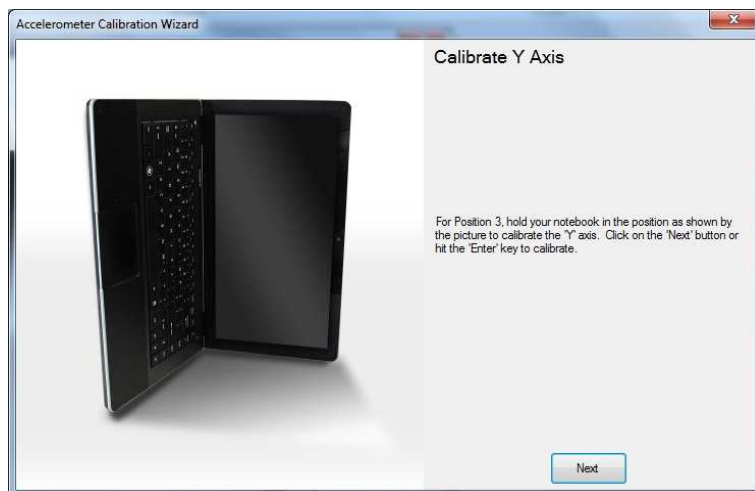 Accelerometer Calibration Wizard
Calibrate Y Axis
For Position 3, hold your notebook in the position as shown by
the picture to calibrate the 'Y' axis. Click on the 'Next' button or
hit the 'Enter' key to calibrate.
Next